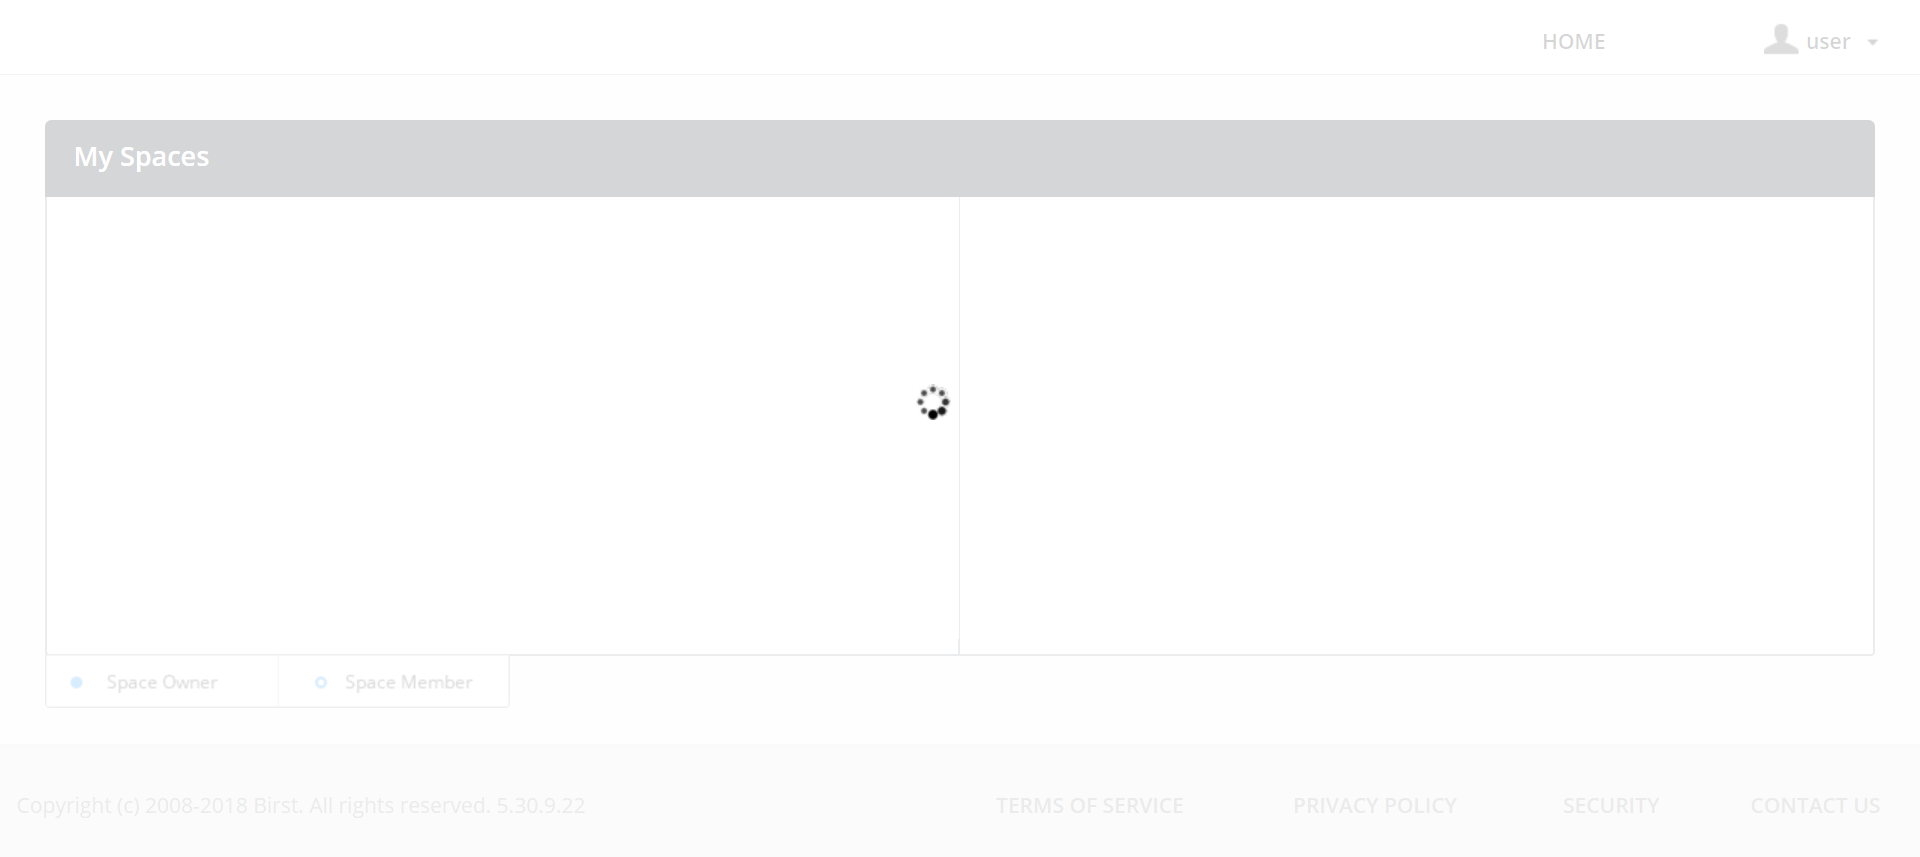 HOME
user
My Spaces
Space Owner
Space Member
Copyright (c) 2008-2018 Birst. All rights reserved. 5.30.9.22
TERMS OF SERVICE
PRIVACY POLICY
SECURITY
CONTACT US